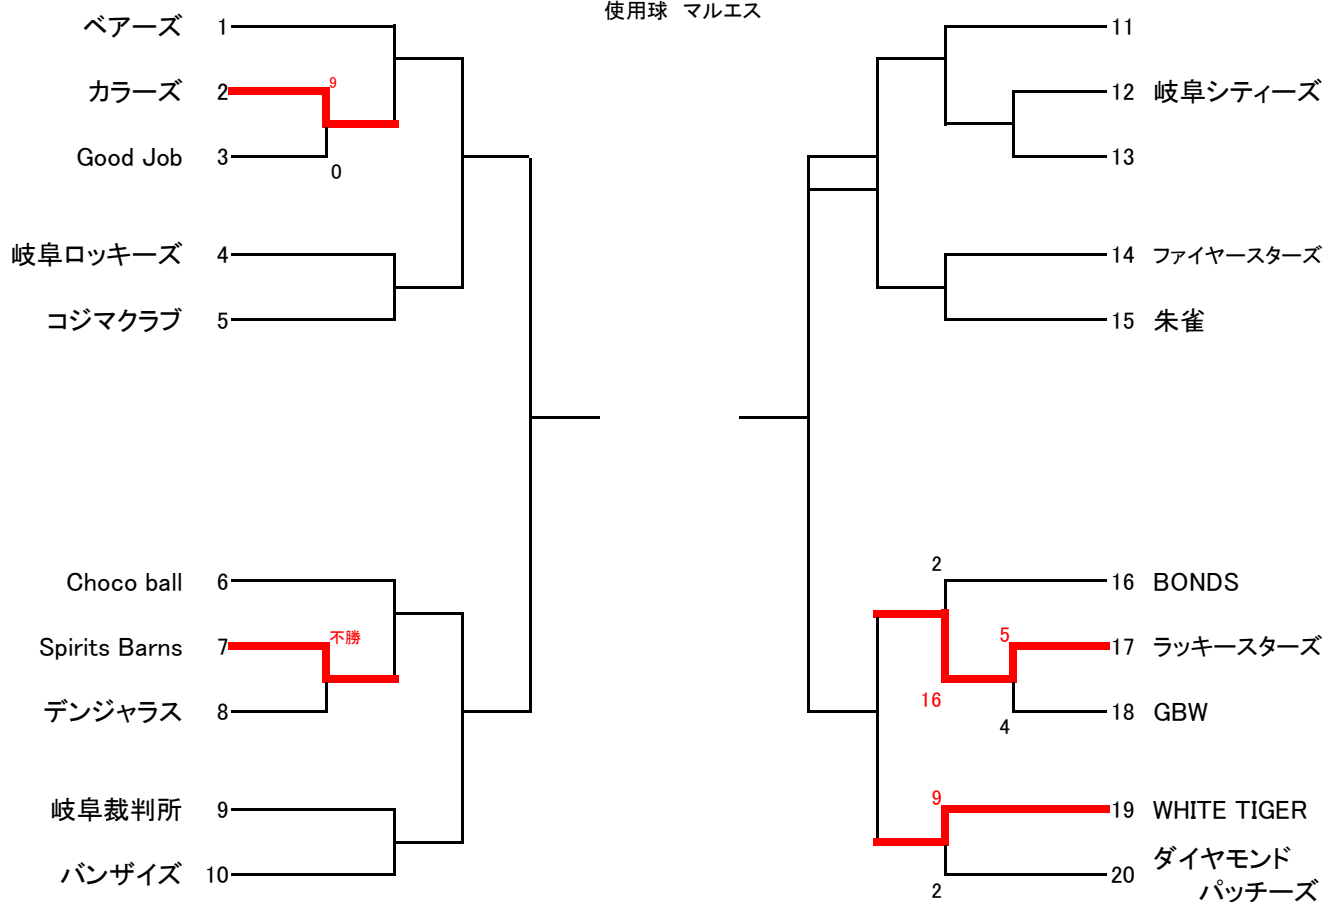 使用球 マルエス
ベアーズ 1
カラーズ 2
9
Good Job 3
0
岐阜ロッキーズ 4
コジマクラブ 5
Choco ball 6
Spirits Barns 7
不勝
デンジャラス 8
岐阜裁判所 9
バンザイズ 10
11
12 岐阜シティーズ
13
14 ファイヤースターズ
15 朱雀
2
16 BONDS
5
17 ラッキースターズ
16
18 GBW
4
9
19 WHITE TIGER
20 ダイヤモンド
パッチーズ
2